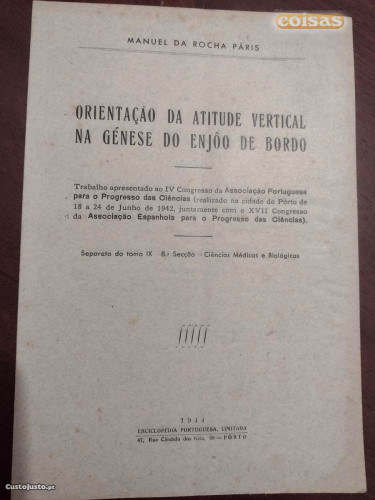 coisas
MANUEL DA ROCHA PÁRIS
ORIENTAÇÃO DA ATITUDE VERTICAL
NA GÉNESE DO ENJÔO DE BORDO
Trabalho apresentado ao IV Congresso da Associação Portuguesa
para o Progresso das Ciências (realizado na cidade do Pôrto de
18 a 24 de Junho de 1942, juntamente com o XVII Congresso
da Associação Espanhola para o Progresso das Ciências).
Separata do tomo IX 8.ª Secção — Ciências Médicas e Biológicas
1944
ENCICLOPÉDIA PORTUGUESA, LIMITADA
47, Rua Cândido dos Reis, 49 — PÔRTO
CustoJusto.pt